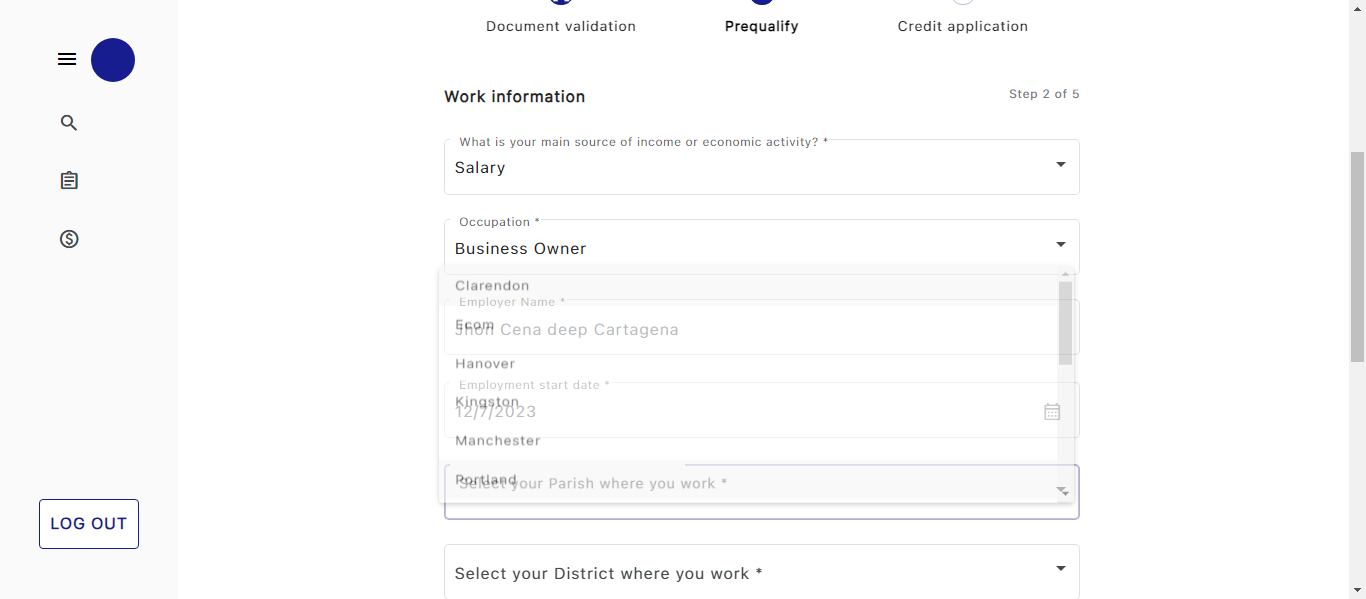 Document validation
Prequalify
Credit application
Work information
Step 2 of 5
What is your main source of income or economic activity? *
Salary
Occupation *
Business Owner
Clarendon
Employer Name *
Ecom
Jhon Cena deep Cartagena
Hanover
Employment start date *
Kingston
12/7/2023
Manchester
Portland
Select your Parish where you work *
LOG OUT
Select your District where you work *